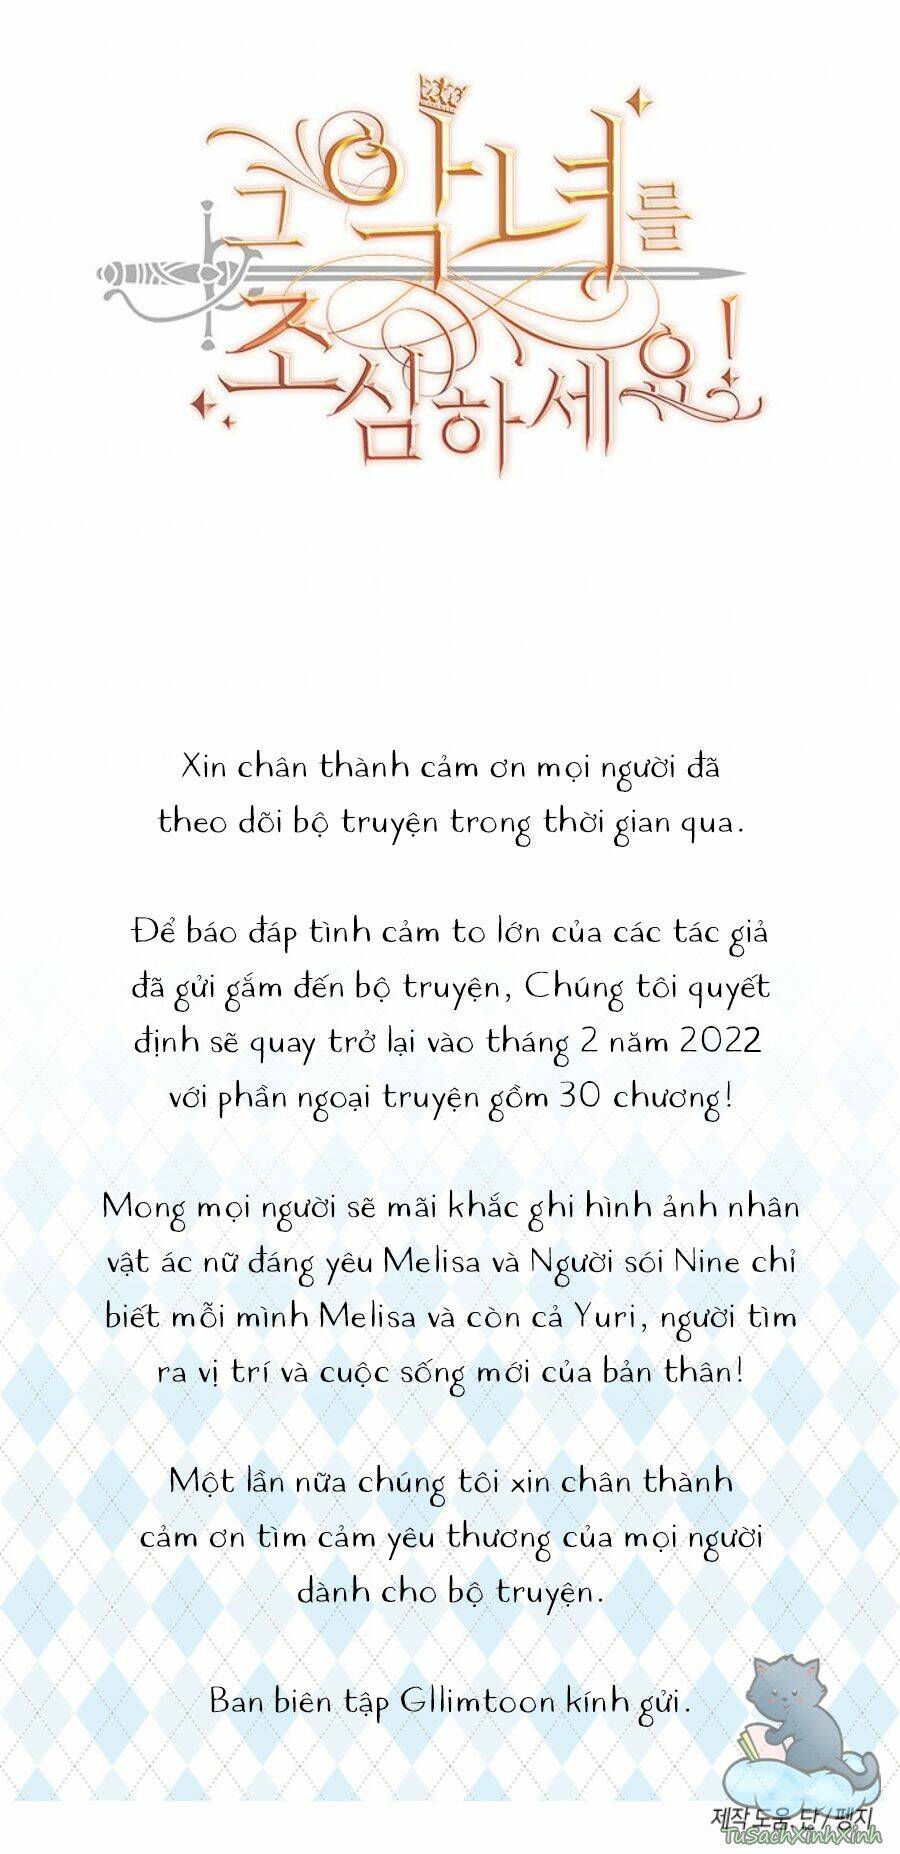 그 악녀를
조심하세요!
Xin chân thành cảm ơn mọi người đã
theo dõi bộ truyện trong thời gian qua.
Để báo đáp tình cảm to lớn của các tác giả
đã gửi gắm đến bộ truyện, Chúng tôi quyết
định sẽ quay trở lại vào tháng 2 năm 2022
với phần ngoại truyện gồm 30 chương!
Mong mọi người sẽ mãi khắc ghi hình ảnh nhân
vật ác nữ đáng yêu Melisa và Người sói Nine chỉ
biết mỗi mình Melisa và còn cả Yuri, người tìm
ra vị trí và cuộc sống mới của bản thân!
Một lần nữa chúng tôi xin chân thành
cảm ơn tìm cảm yêu thương của mọi người
dành cho bộ truyện.
Ban biên tập Gllimtoon kính gửi.
제작 도움. 단 / 팽지
TuSachXinhXinh